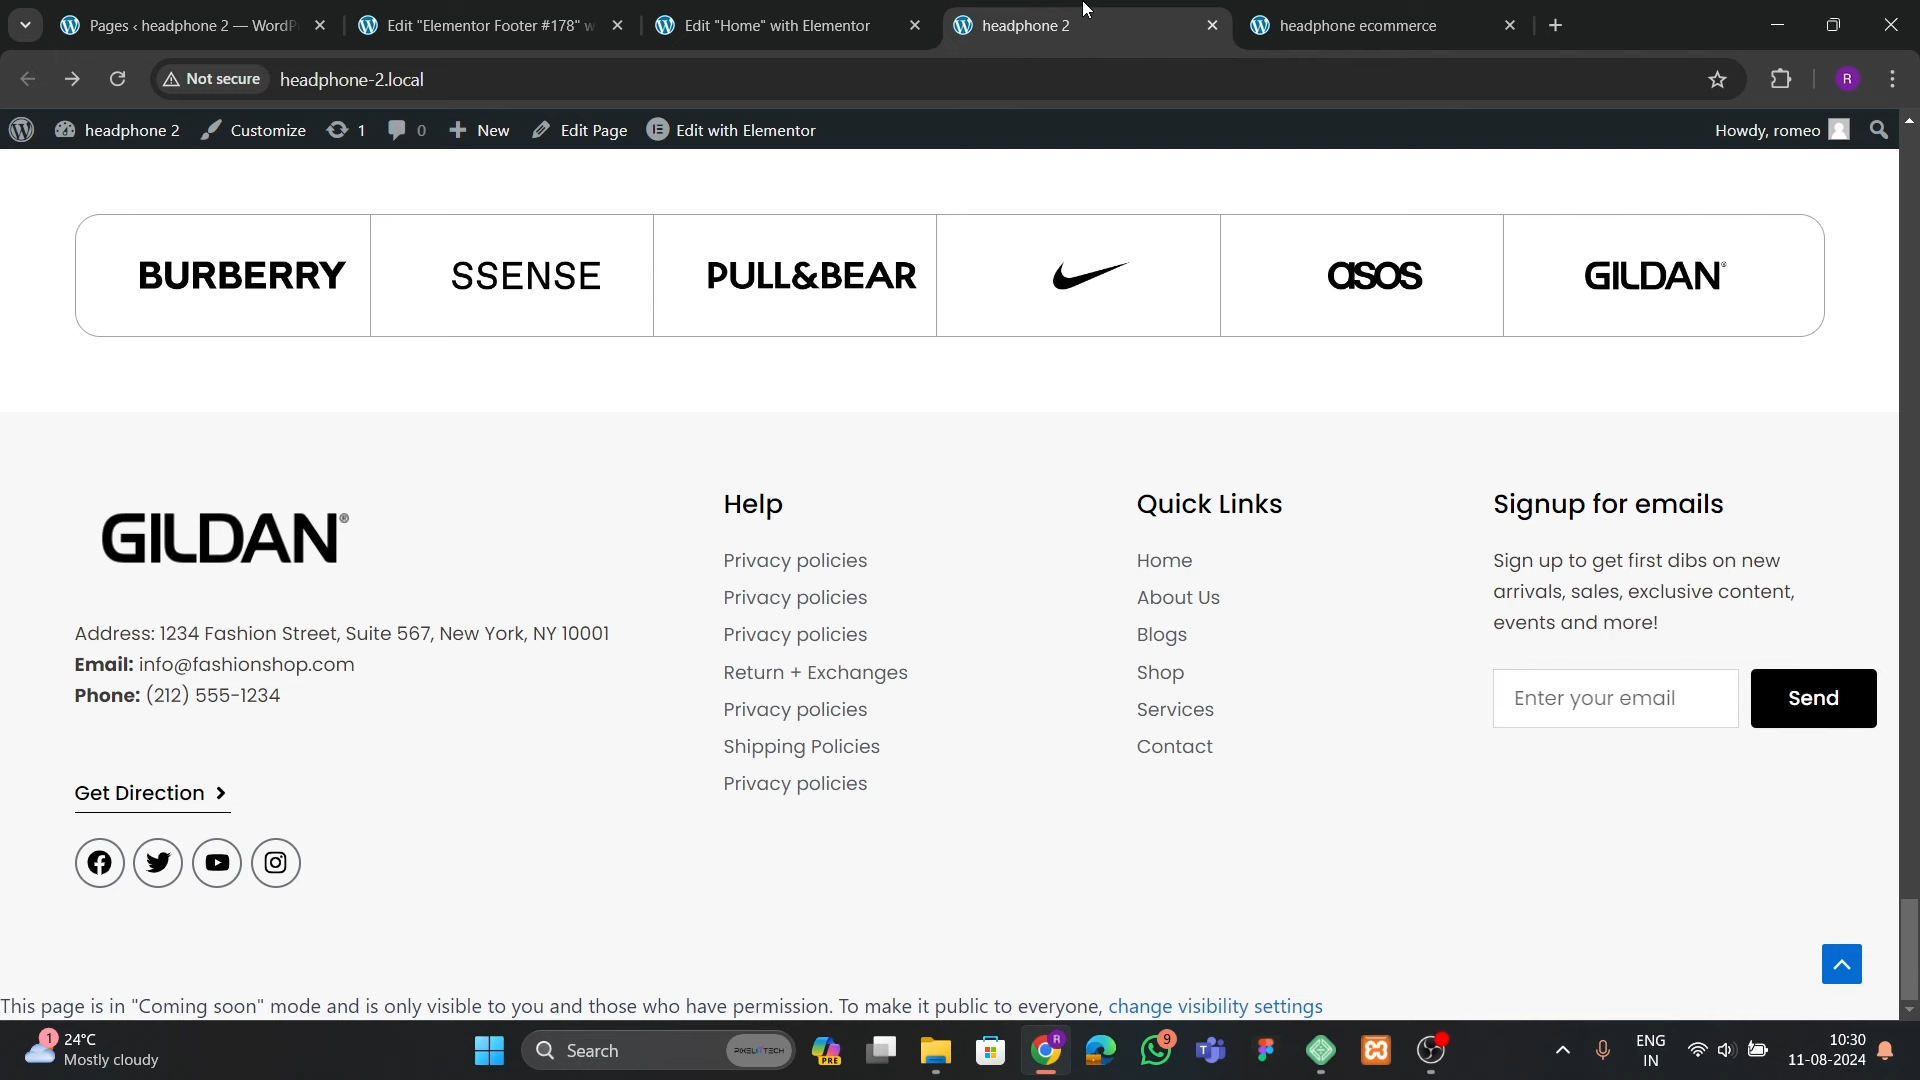 Pages ‹ headphone 2 — WordP
Edit "Elementor Footer #178" w
Edit "Home" with Elementor
headphone 2
headphone ecommerce
Not secure
headphone-2.local
R
headphone 2
Customize
1
0
New
Edit Page
Edit with Elementor
Howdy, romeo
BURBERRY
SSENSE
PULL&BEAR
asos
GILDAN®
GILDAN®
Address: 1234 Fashion Street, Suite 567, New York, NY 10001
Email: info@fashionshop.com
Phone: (212) 555-1234
Get Direction
Help
Privacy policies
Privacy policies
Privacy policies
Return + Exchanges
Privacy policies
Shipping Policies
Privacy policies
Quick Links
Home
About Us
Blogs
Shop
Services
Contact
Signup for emails
Sign up to get first dibs on new
arrivals, sales, exclusive content,
events and more!
Enter your email
Send
This page is in "Coming soon" mode and is only visible to you and those who have permission. To make it public to everyone, change visibility settings
1
24°C
Mostly cloudy
Search
PIXEL TECH
PRE
R
9
ENG
IN
10:30
11-08-2024